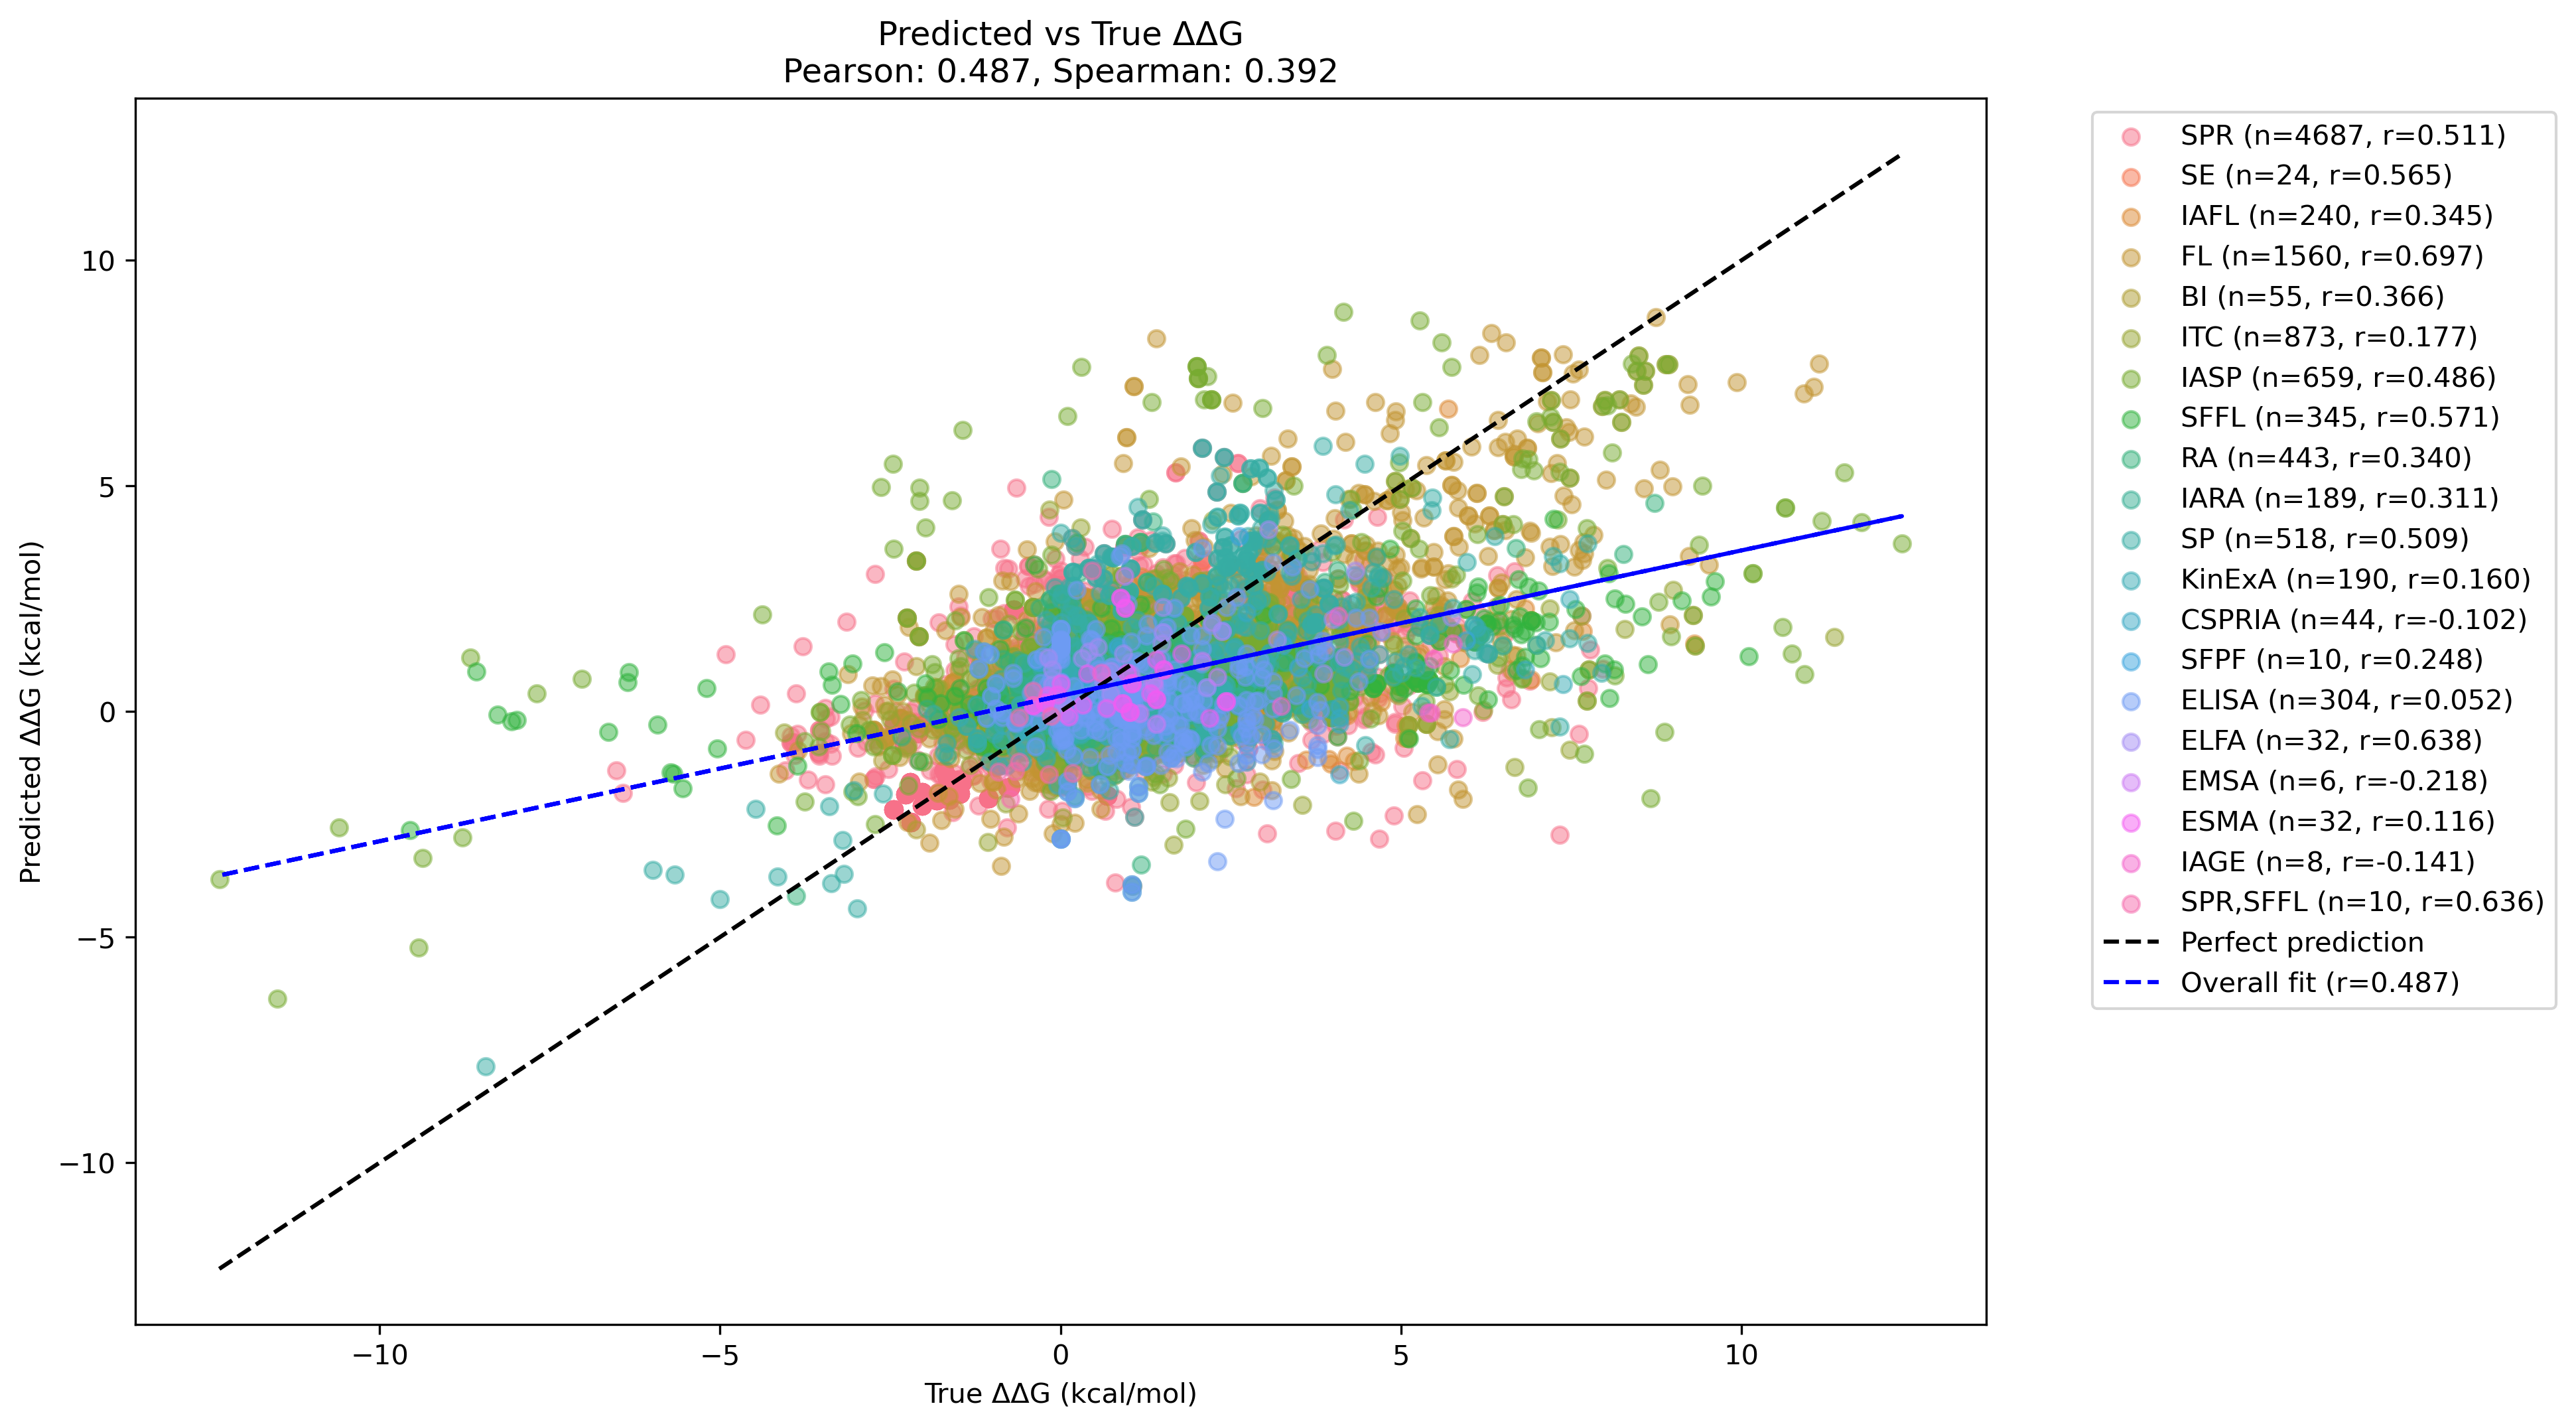 Predicted vs True ΔΔG
Pearson: 0.487, Spearman: 0.392
Predicted ΔΔG (kcal/mol)
10
5
0
−5
−10
−10
−5
0
5
10
True ΔΔG (kcal/mol)
SPR (n=4687, r=0.511)
SE (n=24, r=0.565)
IAFL (n=240, r=0.345)
FL (n=1560, r=0.697)
BI (n=55, r=0.366)
ITC (n=873, r=0.177)
IASP (n=659, r=0.486)
SFFL (n=345, r=0.571)
RA (n=443, r=0.340)
IARA (n=189, r=0.311)
SP (n=518, r=0.509)
KinExA (n=190, r=0.160)
CSPRIA (n=44, r=-0.102)
SFPF (n=10, r=0.248)
ELISA (n=304, r=0.052)
ELFA (n=32, r=0.638)
EMSA (n=6, r=-0.218)
ESMA (n=32, r=0.116)
IAGE (n=8, r=-0.141)
SPR,SFFL (n=10, r=0.636)
Perfect prediction
Overall fit (r=0.487)